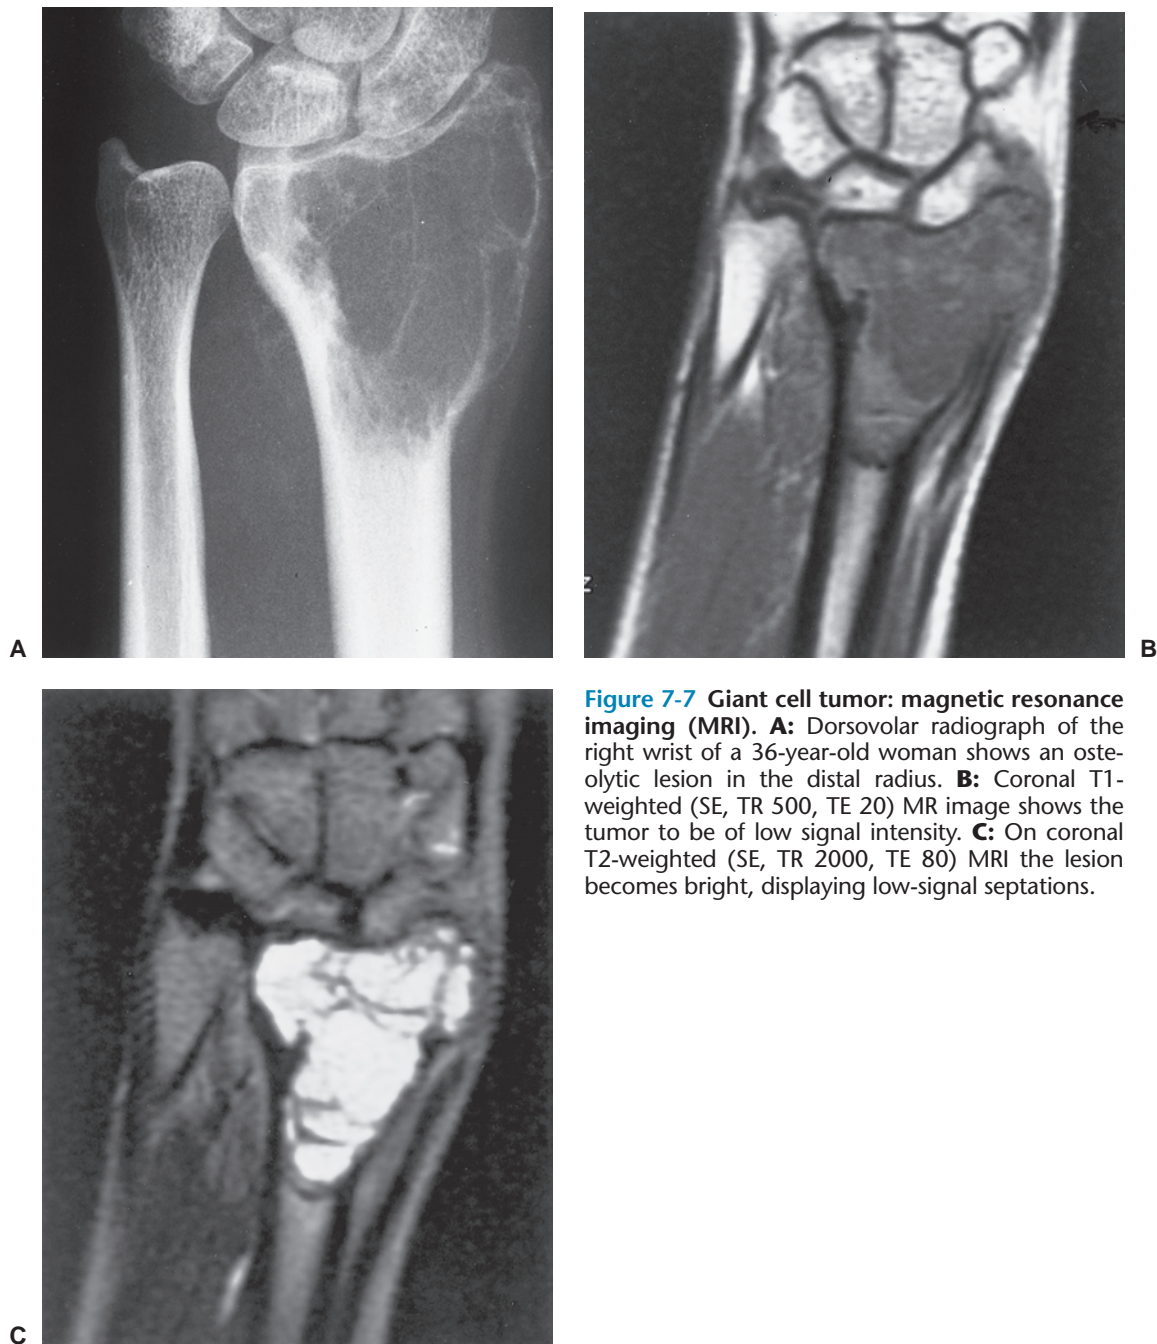 A
B
Figure 7-7 Giant cell tumor: magnetic resonance
imaging (MRI). A: Dorsovolar radiograph of the
right wrist of a 36-year-old woman shows an oste-
olytic lesion in the distal radius. B: Coronal T1-
weighted (SE, TR 500, TE 20) MR image shows the
tumor to be of low signal intensity. C: On coronal
T2-weighted (SE, TR 2000, TE 80) MRI the lesion
becomes bright, displaying low-signal septations.
C